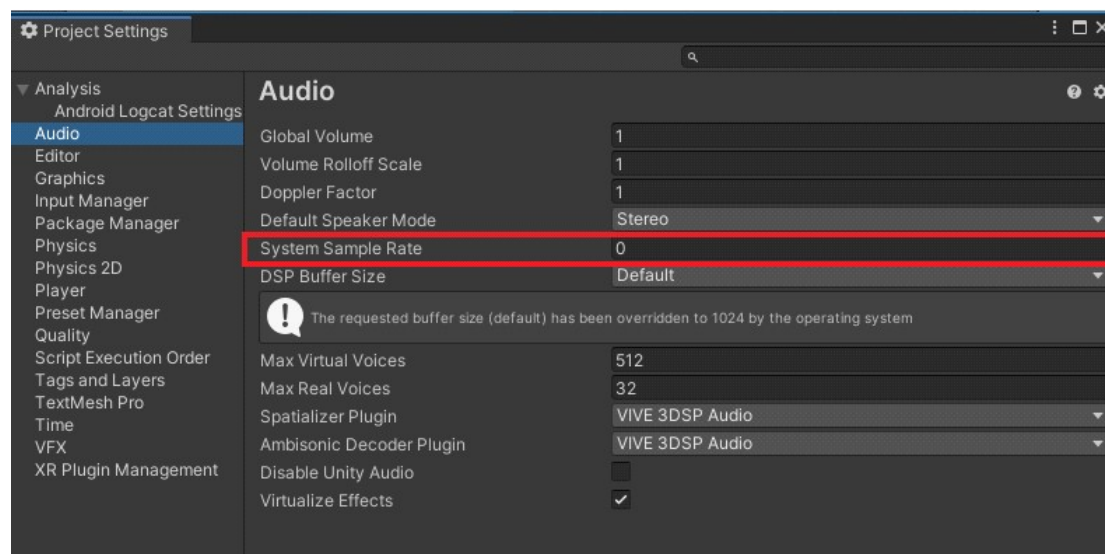 Project Settings
Analysis
Android Logcat Settings
Audio
Editor
Graphics
Input Manager
Package Manager
Physics
Physics 2D
Player
Preset Manager
Quality
Script Execution Order
Tags and Layers
TextMesh Pro
Time
VFX
XR Plugin Management
Audio
Global Volume 1
Volume Rolloff Scale 1
Doppler Factor 1
Default Speaker Mode Stereo
System Sample Rate 0
DSP Buffer Size Default
The requested buffer size (default) has been overridden to 1024 by the operating system
Max Virtual Voices 512
Max Real Voices 32
Spatializer Plugin VIVE 3DSP Audio
Ambisonic Decoder Plugin VIVE 3DSP Audio
Disable Unity Audio
Virtualize Effects